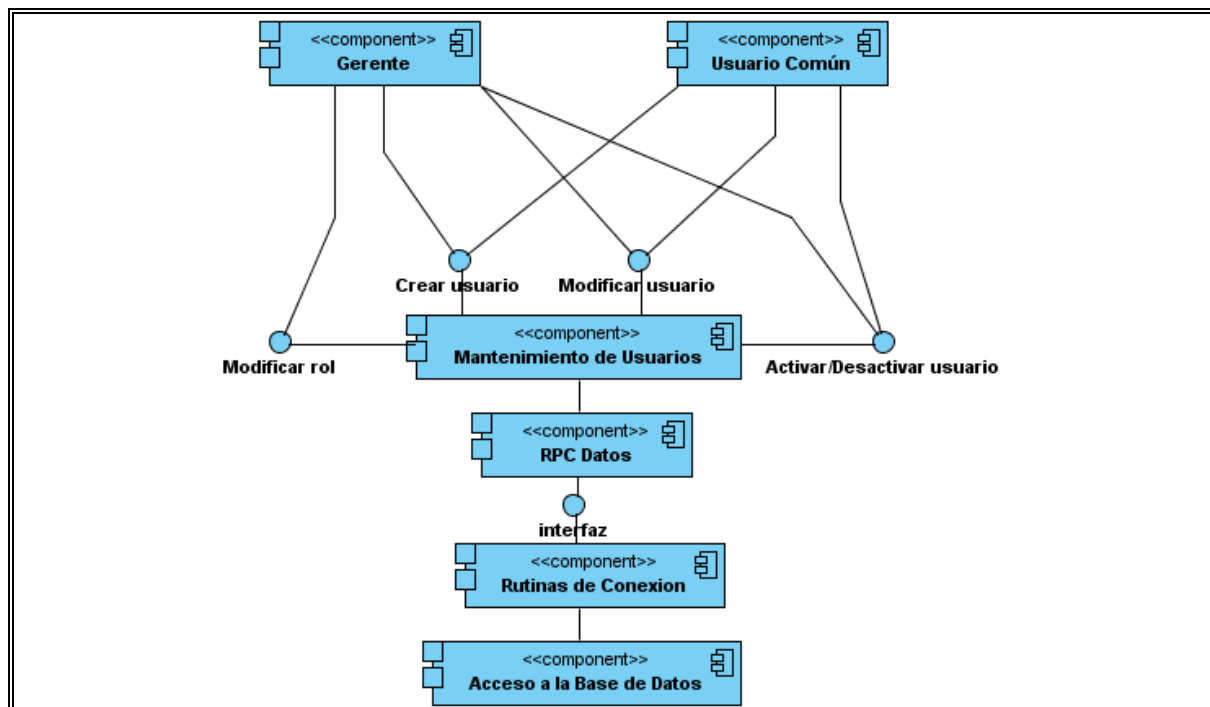 <<component>>
Gerente
<<component>>
Usuario Común
Crear usuario
Modificar usuario
<<component>>
Mantenimiento de Usuarios
Modificar rol
Activar/Desactivar usuario
<<component>>
RPC Datos
interfaz
<<component>>
Rutinas de Conexion
<<component>>
Acceso a la Base de Datos